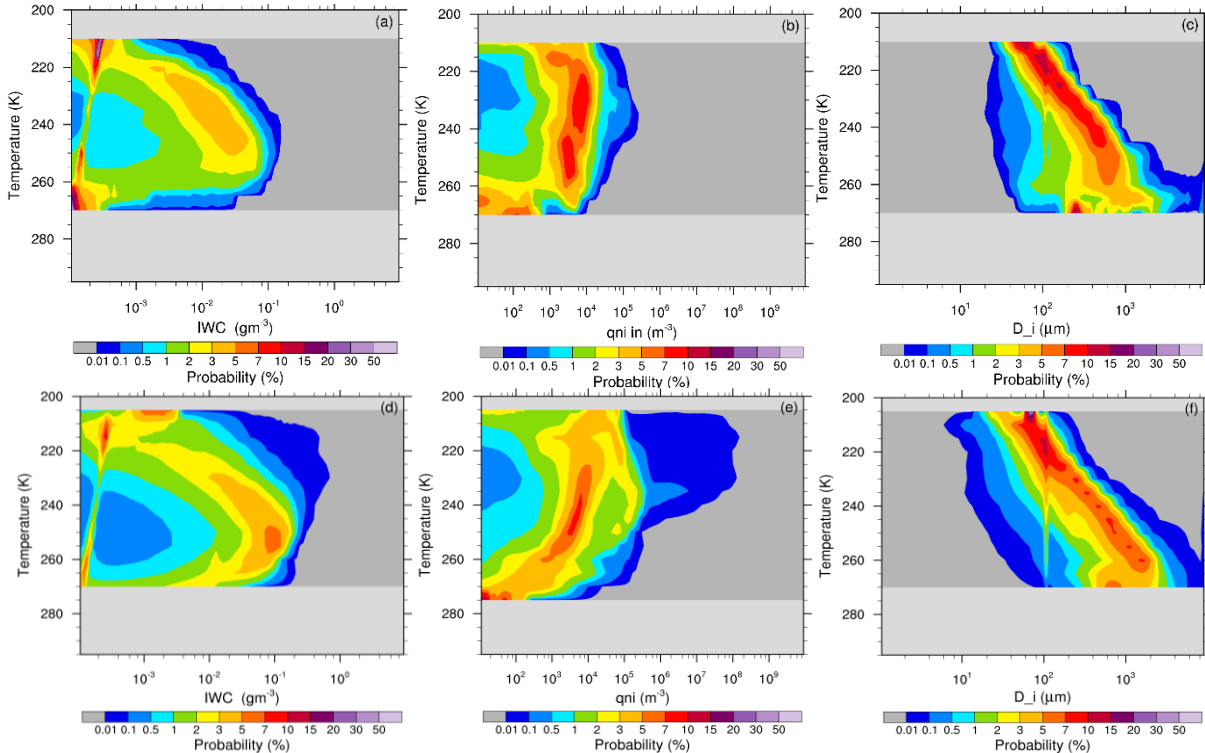 (a)
200
220
240
260
280
Temperature (K)
10⁻³ 10⁻² 10⁻¹ 10⁰
IWC (gm⁻³)
0.01 0.1 0.5 1 2 3 5 7 10 15 20 30 50
Probability (%)
(b)
200
220
240
260
280
Temperature (K)
10² 10³ 10⁴ 10⁵ 10⁶ 10⁷ 10⁸ 10⁹
qni in (m⁻³)
0.01 0.1 0.5 1 2 3 5 7 10 15 20 30 50
Probability (%)
(c)
200
220
240
260
280
Temperature (K)
10¹ 10² 10³
D_i (μm)
0.01 0.1 0.5 1 2 3 5 7 10 15 20 30 50
Probability (%)
(d)
200
220
240
260
280
Temperature (K)
10⁻³ 10⁻² 10⁻¹ 10⁰
IWC (gm⁻³)
0.01 0.1 0.5 1 2 3 5 7 10 15 20 30 50
Probability (%)
(e)
200
220
240
260
280
Temperature (K)
10² 10³ 10⁴ 10⁵ 10⁶ 10⁷ 10⁸ 10⁹
qni (m⁻³)
0.01 0.1 0.5 1 2 3 5 7 10 15 20 30 50
Probability (%)
(f)
200
220
240
260
280
Temperature (K)
10¹ 10² 10³
D_i (μm)
0.01 0.1 0.5 1 2 3 5 7 10 15 20 30 50
Probability (%)